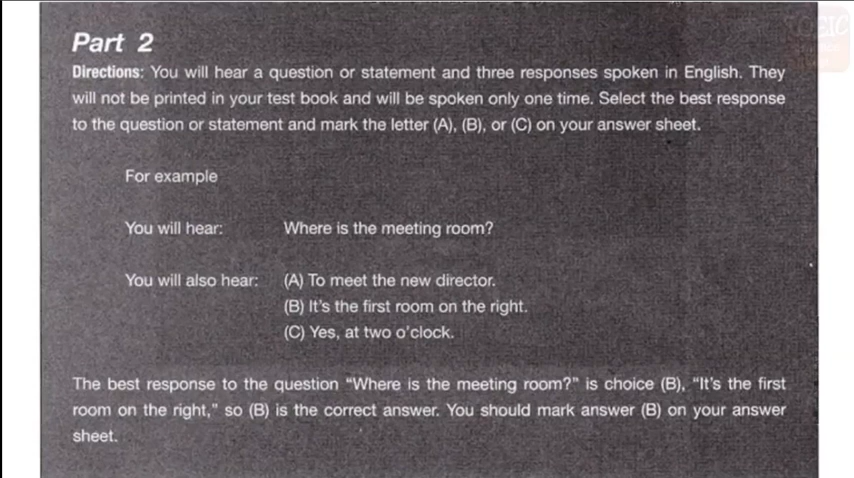 Part 2
Directions: You will hear a question or statement and three responses spoken in English. They
will not be printed in your test book and will be spoken only one time. Select the best response
to the question or statement and mark the letter (A), (B), or (C) on your answer sheet.
For example
You will hear: Where is the meeting room?
You will also hear: (A) To meet the new director.
(B) It's the first room on the right.
(C) Yes, at two o'clock.
The best response to the question "Where is the meeting room?" is choice (B), "It's the first
room on the right," so (B) is the correct answer. You should mark answer (B) on your answer
sheet.